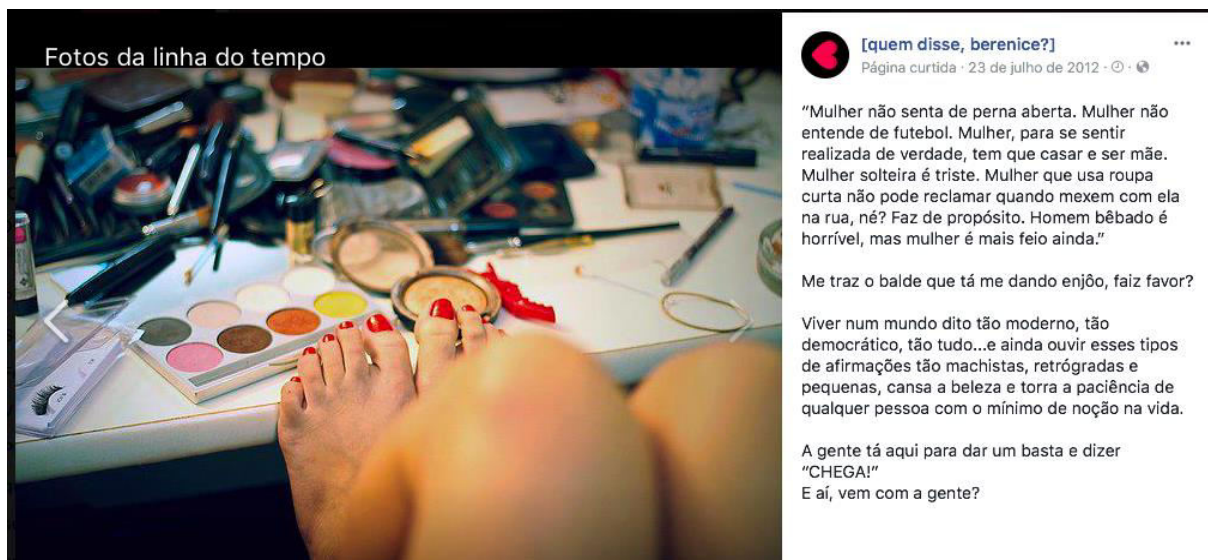 Fotos da linha do tempo
[quem disse, berenice?]
Página curtida · 23 de julho de 2012 ·
“Mulher não senta de perna aberta. Mulher não
entende de futebol. Mulher, para se sentir
realizada de verdade, tem que casar e ser mãe.
Mulher solteira é triste. Mulher que usa roupa
curta não pode reclamar quando mexem com ela
na rua, né? Faz de propósito. Homem bêbado é
horrível, mas mulher é mais feio ainda.”
Me traz o balde que tá me dando enjôo, faiz favor?
Viver num mundo dito tão moderno, tão
democrático, tão tudo...e ainda ouvir esses tipos
de afirmações tão machistas, retrógradas e
pequenas, cansa a beleza e torra a paciência de
qualquer pessoa com o mínimo de noção na vida.
A gente tá aqui para dar um basta e dizer
“CHEGA!”
E aí, vem com a gente?